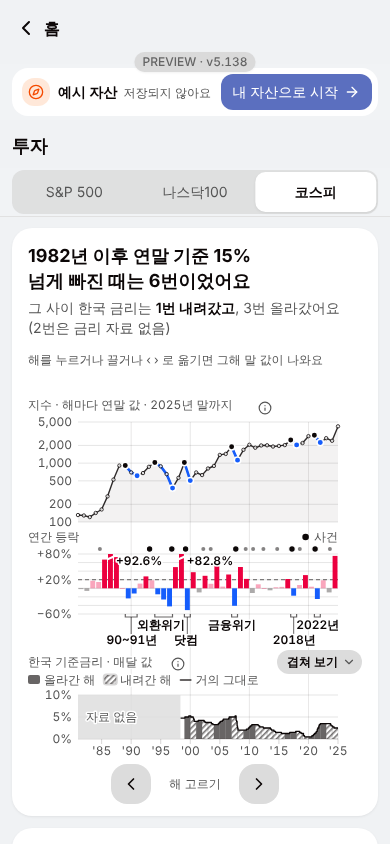 홈
PREVIEW · v5.138
예시 자산 저장되지 않아요
내 자산으로 시작 →
투자
S&P 500
나스닥100
코스피
1982년 이후 연말 기준 15%
넘게 빠진 때는 6번이었어요
그 사이 한국 금리는 1번 내려갔고, 3번 올라갔어요
(2번은 금리 자료 없음)
해를 누르거나 끌거나 ‹ › 로 옮기면 그해 말 값이 나와요
지수 · 해마다 연말 값 · 2025년 말까지
5,000
2,000
1,000
500
200
100
연간 등락
사건
+80%
+20%
−60%
+92.6%
+82.8%
외환위기
금융위기
2022년
90~91년
닷컴
2018년
한국 기준금리 · 매달 값
겹쳐 보기
올라간 해
내려간 해
거의 그대로
10%
5%
0%
자료 없음
'85 '90 '95 '00 '05 '10 '15 '20 '25
해 고르기